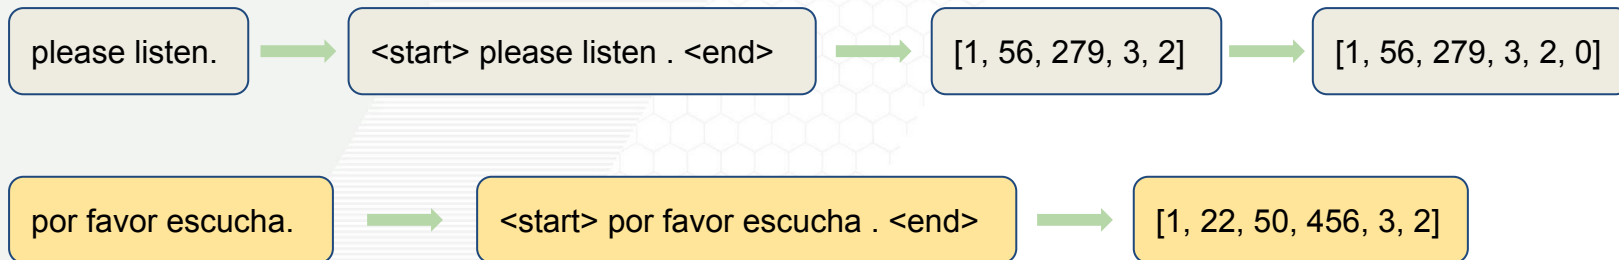 please listen.
<start> please listen . <end>
[1, 56, 279, 3, 2]
[1, 56, 279, 3, 2, 0]
por favor escucha.
<start> por favor escucha . <end>
[1, 22, 50, 456, 3, 2]